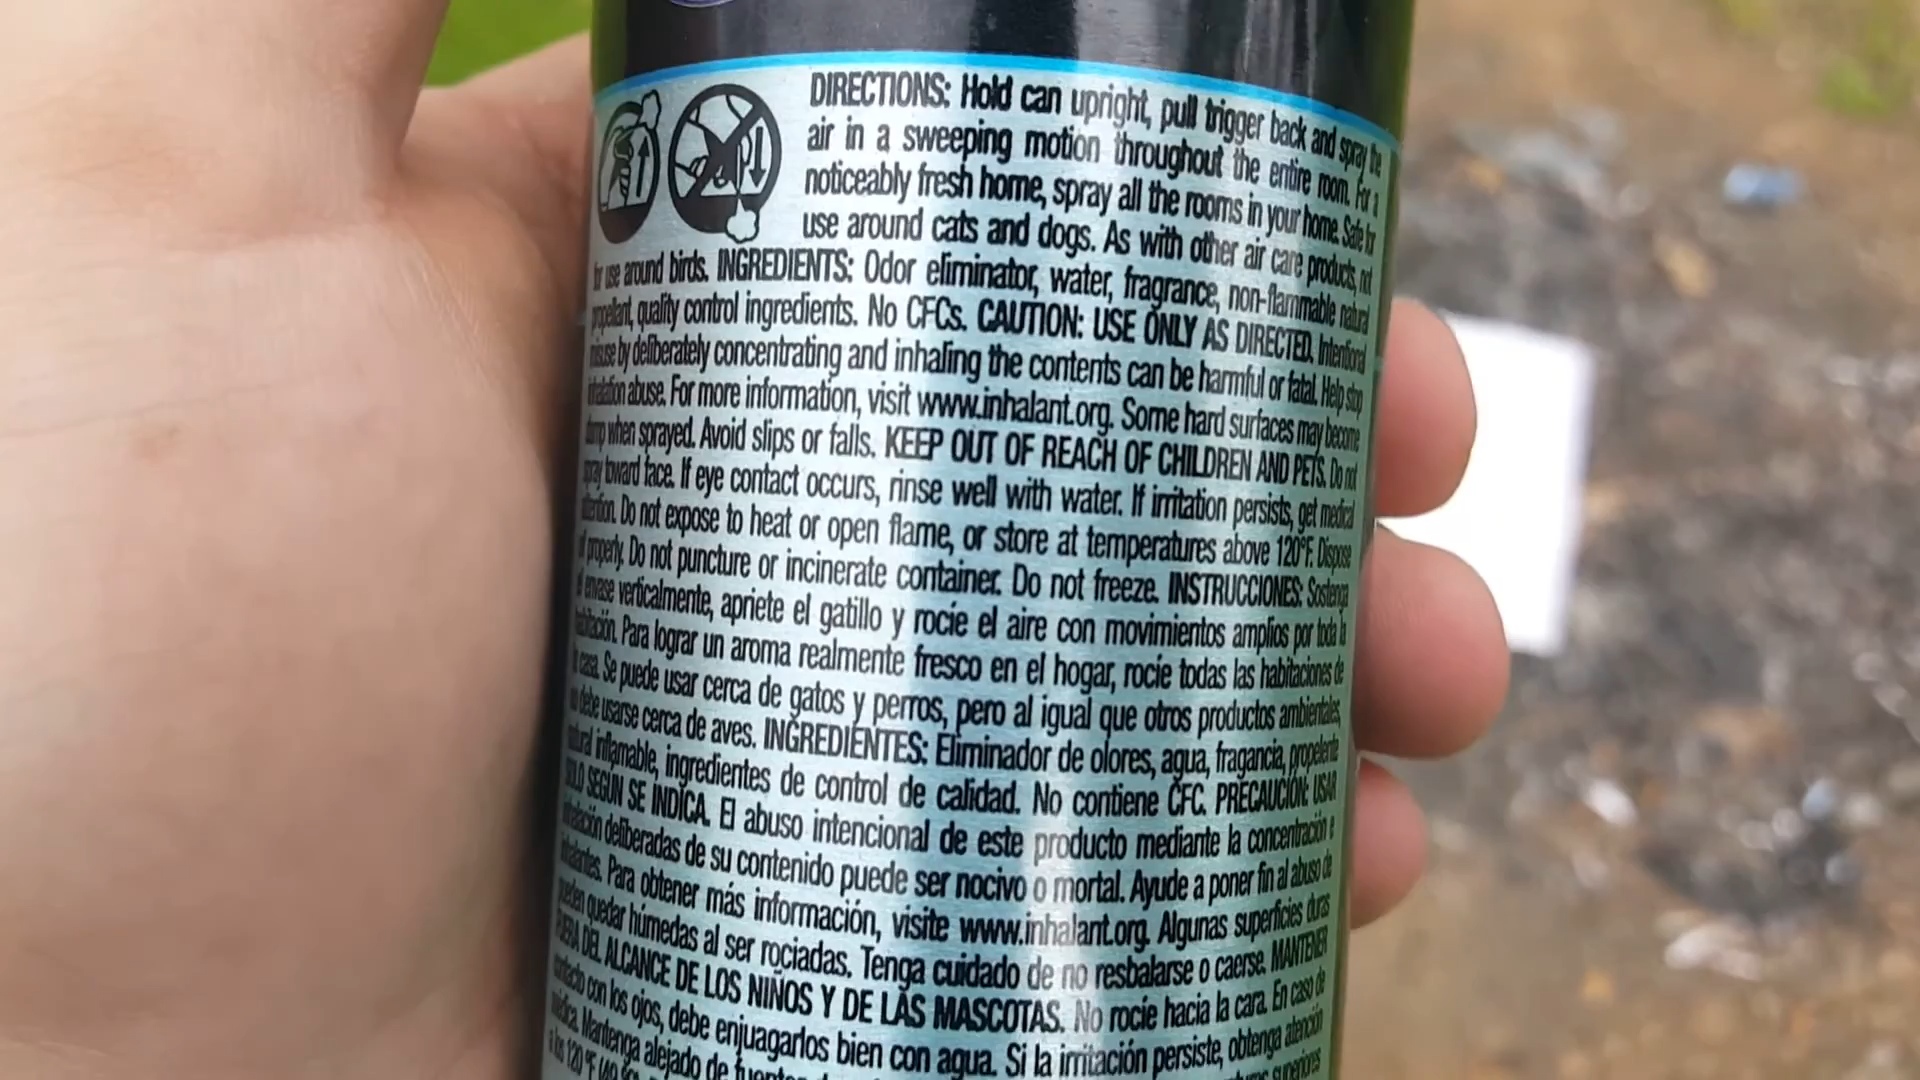 DIRECTIONS: Hold can upright, pull trigger back and spray the
air in a sweeping motion throughout the entire room. For a
noticeably fresh home, spray all the rooms in your home. Safe for
use around cats and dogs. As with other air care products, not
for use around birds. INGREDIENTS: Odor eliminator, water, fragrance, non-flammable natural
propellant, quality control ingredients. No CFCs. CAUTION: USE ONLY AS DIRECTED. Intentional
misuse by deliberately concentrating and inhaling the contents can be harmful or fatal. Help stop
inhalation abuse. For more information, visit www.inhalant.org. Some hard surfaces may become
damp when sprayed. Avoid slips or falls. KEEP OUT OF REACH OF CHILDREN AND PETS. Do not
spray toward face. If eye contact occurs, rinse well with water. If irritation persists, get medical
attention. Do not expose to heat or open flame, or store at temperatures above 120°F. Dispose
of properly. Do not puncture or incinerate container. Do not freeze. INSTRUCCIONES: Sostenga
el envase verticalmente, apriete el gatillo y rocíe el aire con movimientos amplios por toda la
habitación. Para lograr un aroma realmente fresco en el hogar, rocíe todas las habitaciones de
la casa. Se puede usar cerca de gatos y perros, pero al igual que otros productos ambientales,
no debe usarse cerca de aves. INGREDIENTES: Eliminador de olores, agua, fragancia, propelente
natural inflamable, ingredientes de control de calidad. No contiene CFC. PRECAUCIÓN: USAR
SÓLO SEGÚN SE INDICA. El abuso intencional de este producto mediante la concentración e
inhalación deliberadas de su contenido puede ser nocivo o mortal. Ayude a poner fin al abuso de
inhalantes. Para obtener más información, visite www.inhalant.org. Algunas superficies duras
pueden quedar húmedas al ser rociadas. Tenga cuidado de no resbalarse o caerse. MANTENER
FUERA DEL ALCANCE DE LOS NIÑOS Y DE LAS MASCOTAS. No rocíe hacia la cara. En caso de
contacto con los ojos, debe enjuagarlos bien con agua. Si la irritación persiste, obtenga atención
médica. Mantenga alejado de
a los 120 °F